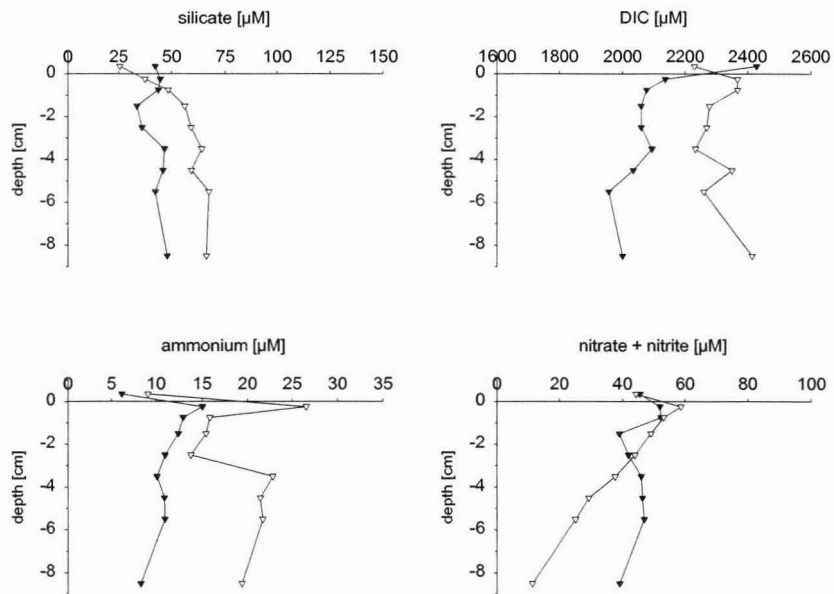 silicate [µM]
0 25 50 75 100 125 150
0
-2
-4
-6
-8
depth [cm]
DIC [µM]
1600 1800 2000 2200 2400 2600
0
-2
-4
-6
-8
depth [cm]
ammonium [µM]
0 5 10 15 20 25 30 35
0
-2
-4
-6
-8
depth [cm]
nitrate + nitrite [µM]
0 20 40 60 80 100
0
-2
-4
-6
-8
depth [cm]